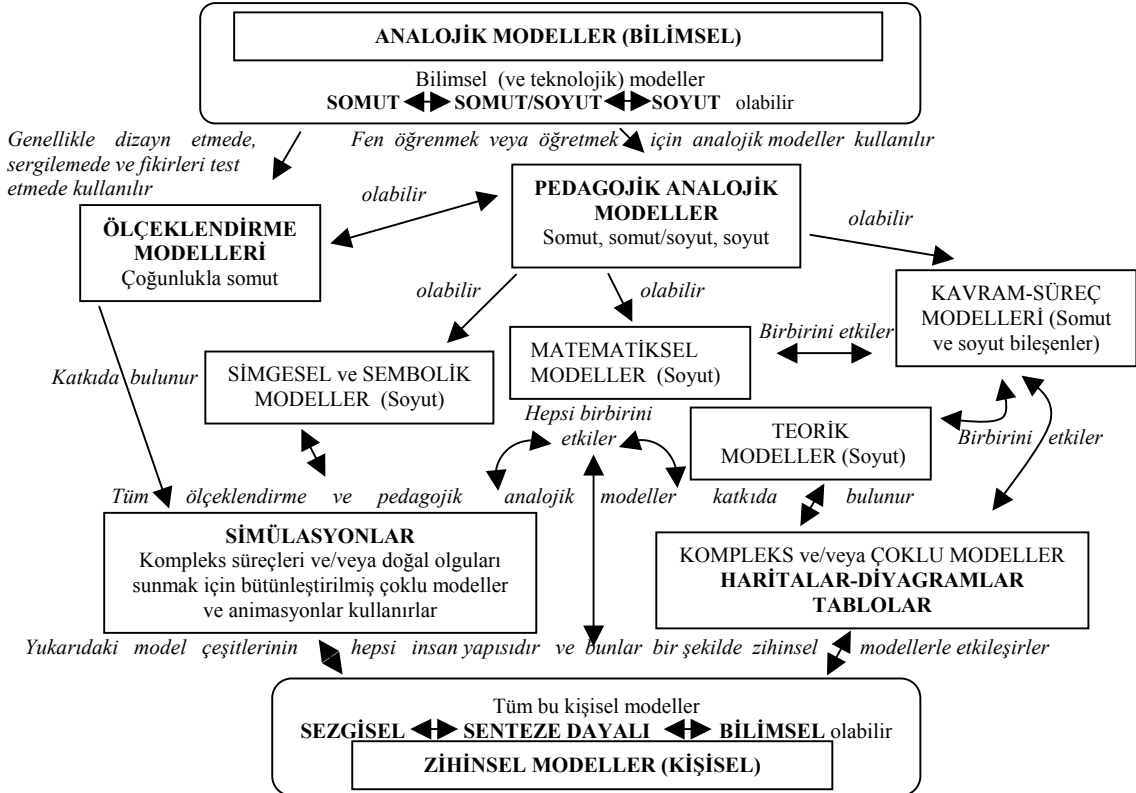 ANALOJİK MODELLER (BİLİMSEL)
Bilimsel (ve teknolojik) modeller
SOMUT SOMUT/SOYUT SOYUT olabilir
Genellikle dizayn etmede,
sergilemede ve fikirleri test
etmede kullanılır
Fen öğrenmek veya öğretmek için analojik modeller kullanılır
olabilir
PEDAGOJİK ANALOJİK
MODELLER
Somut, somut/soyut, soyut
olabilir
ÖLÇEKLENDİRME
MODELLERİ
Çoğunlukla somut
olabilir
olabilir
KAVRAM-SÜREÇ
MODELLERİ (Somut
ve soyut bileşenler)
Katkıda bulunur
SİMGESEL ve SEMBOLİK
MODELLER (Soyut)
MATEMATİKSEL
MODELLER (Soyut)
Birbirini etkiler
Hepsi birbirini
etkiler
TEORİK
MODELLER (Soyut)
Birbirini etkiler
Tüm ölçeklendirme ve pedagojik analojik modeller katkıda bulunur
SİMÜLASYONLAR
Kompleks süreçleri ve/veya doğal olguları
sunmak için bütünleştirilmiş çoklu modeller
ve animasyonlar kullanırlar
KOMPLEKS ve/veya ÇOKLU MODELLER
HARİTALAR-DİYAGRAMLAR
TABLOLAR
Yukarıdaki model çeşitlerinin hepsi insan yapısıdır ve bunlar bir şekilde zihinsel modellerle etkileşirler
Tüm bu kişisel modeller
SEZGİSEL SENTEZE DAYALI BİLİMSEL olabilir
ZİHİNSEL MODELLER (KİŞİSEL)